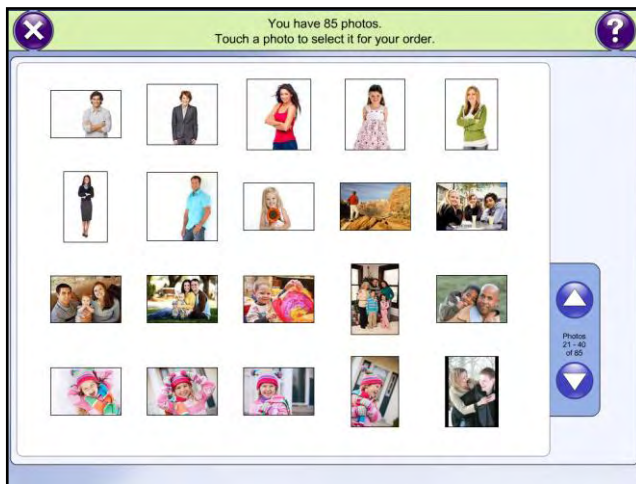 You have 85 photos.
Touch a photo to select it for your order.
?
Photos
21 - 40
of 85